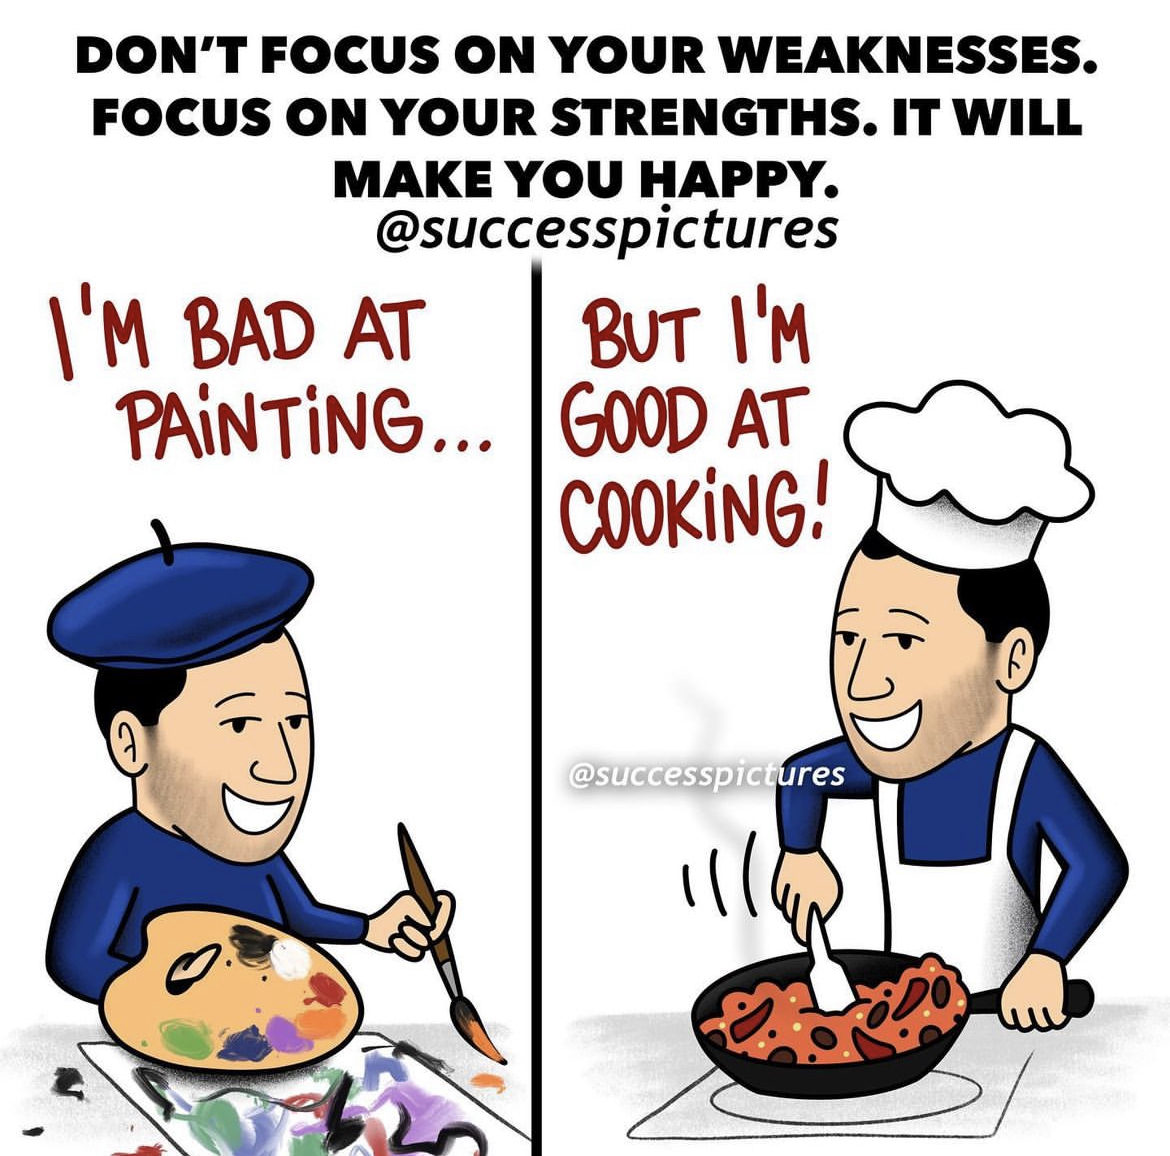 DON'T FOCUS ON YOUR WEAKNESSES.
FOCUS ON YOUR STRENGTHS. IT WILL
MAKE YOU HAPPY.
@successpictures
I'M BAD AT
PAiNTiNG...
BUT I'M
GOOD AT
COOKiNG!
@successpictures